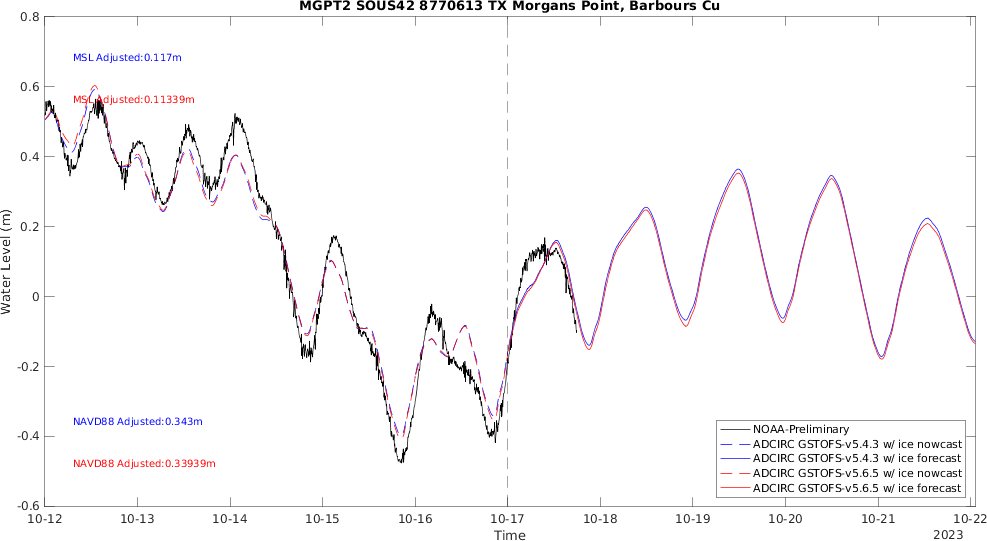 MGPT2 SOUS42 8770613 TX Morgans Point, Barbours Cu
0.8
0.6
0.4
0.2
0
-0.2
-0.4
-0.6
Water Level (m)
MSL Adjusted:0.117m
MSL Adjusted:0.11339m
NAVD88 Adjusted:0.343m
NAVD88 Adjusted:0.33939m
NOAA-Preliminary
ADCIRC GSTOFS-v5.4.3 w/ ice nowcast
ADCIRC GSTOFS-v5.4.3 w/ ice forecast
ADCIRC GSTOFS-v5.6.5 w/ ice nowcast
ADCIRC GSTOFS-v5.6.5 w/ ice forecast
10-12 10-13 10-14 10-15 10-16 10-17 10-18 10-19 10-20 10-21 10-22
Time
2023